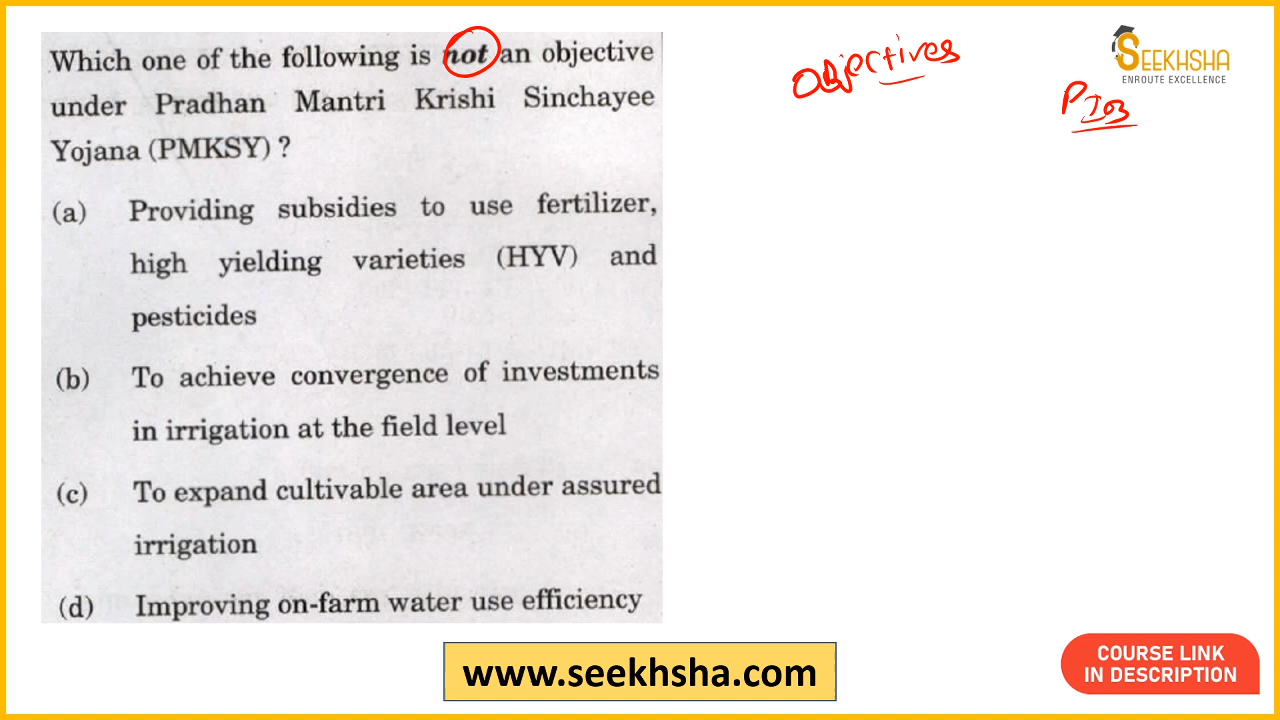 Which one of the following is not an objective
under Pradhan Mantri Krishi Sinchayee
Yojana (PMKSY) ?
(a) Providing subsidies to use fertilizer,
high yielding varieties (HYV) and
pesticides
(b) To achieve convergence of investments
in irrigation at the field level
(c) To expand cultivable area under assured
irrigation
(d) Improving on-farm water use efficiency
Objectives
SEEKHSHA
ENROUTE EXCELLENCE
PIB
www.seekhsha.com
COURSE LINK
IN DESCRIPTION